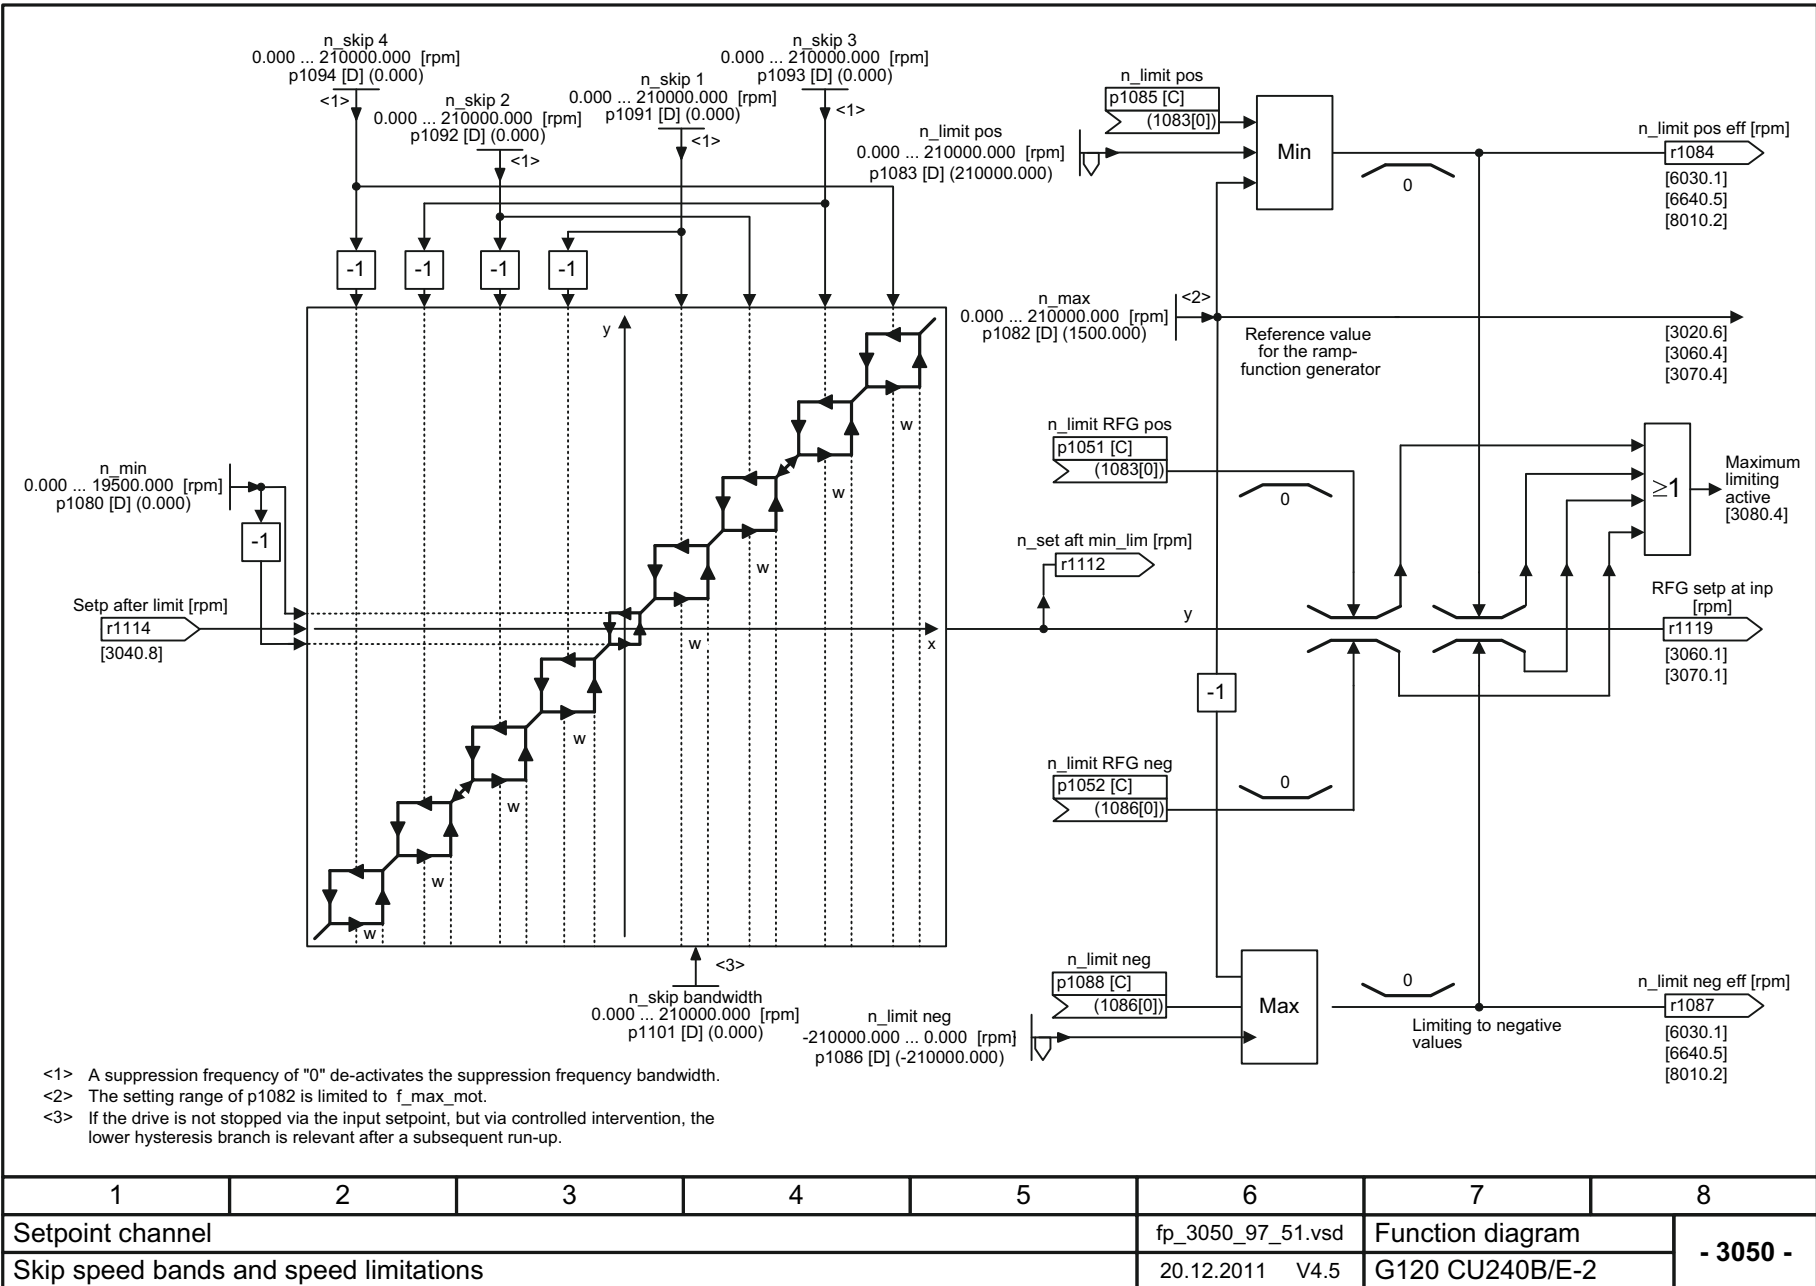 n_skip 4
0.000 ... 210000.000 [rpm]
p1094 [D] (0.000)
<1>
n_skip 2
0.000 ... 210000.000 [rpm]
p1092 [D] (0.000)
<1>
n_skip 1
0.000 ... 210000.000 [rpm]
p1091 [D] (0.000)
<1>
n_skip 3
0.000 ... 210000.000 [rpm]
p1093 [D] (0.000)
<1>
-1
-1
-1
-1
n_limit pos
p1085 [C]
(1083[0])
n_limit pos
0.000 ... 210000.000 [rpm]
p1083 [D] (210000.000)
Min
0
n_limit pos eff [rpm]
r1084
[6030.1]
[6640.5]
[8010.2]
n_max
0.000 ... 210000.000 [rpm]
p1082 [D] (1500.000)
<2>
Reference value
for the ramp-
function generator
[3020.6]
[3060.4]
[3070.4]
y
w
w
w
w
w
w
w
w
x
n_min
0.000 ... 19500.000 [rpm]
p1080 [D] (0.000)
-1
Setp after limit [rpm]
r1114
[3040.8]
n_limit RFG pos
p1051 [C]
(1083[0])
0
n_set aft min_lim [rpm]
r1112
y
≥1
Maximum
limiting
active
[3080.4]
RFG setp at inp
[rpm]
r1119
[3060.1]
[3070.1]
-1
n_limit RFG neg
p1052 [C]
(1086[0])
0
<3>
n_skip bandwidth
0.000 ... 210000.000 [rpm]
p1101 [D] (0.000)
n_limit neg
p1088 [C]
(1086[0])
n_limit neg
-210000.000 ... 0.000 [rpm]
p1086 [D] (-210000.000)
Max
0
Limiting to negative
values
n_limit neg eff [rpm]
r1087
[6030.1]
[6640.5]
[8010.2]
<1> A suppression frequency of "0" de-activates the suppression frequency bandwidth.
<2> The setting range of p1082 is limited to f_max_mot.
<3> If the drive is not stopped via the input setpoint, but via controlled intervention, the
lower hysteresis branch is relevant after a subsequent run-up.
1 2 3 4 5 6 7 8
Setpoint channel
fp_3050_97_51.vsd
Function diagram
- 3050 -
Skip speed bands and speed limitations
20.12.2011 V4.5
G120 CU240B/E-2